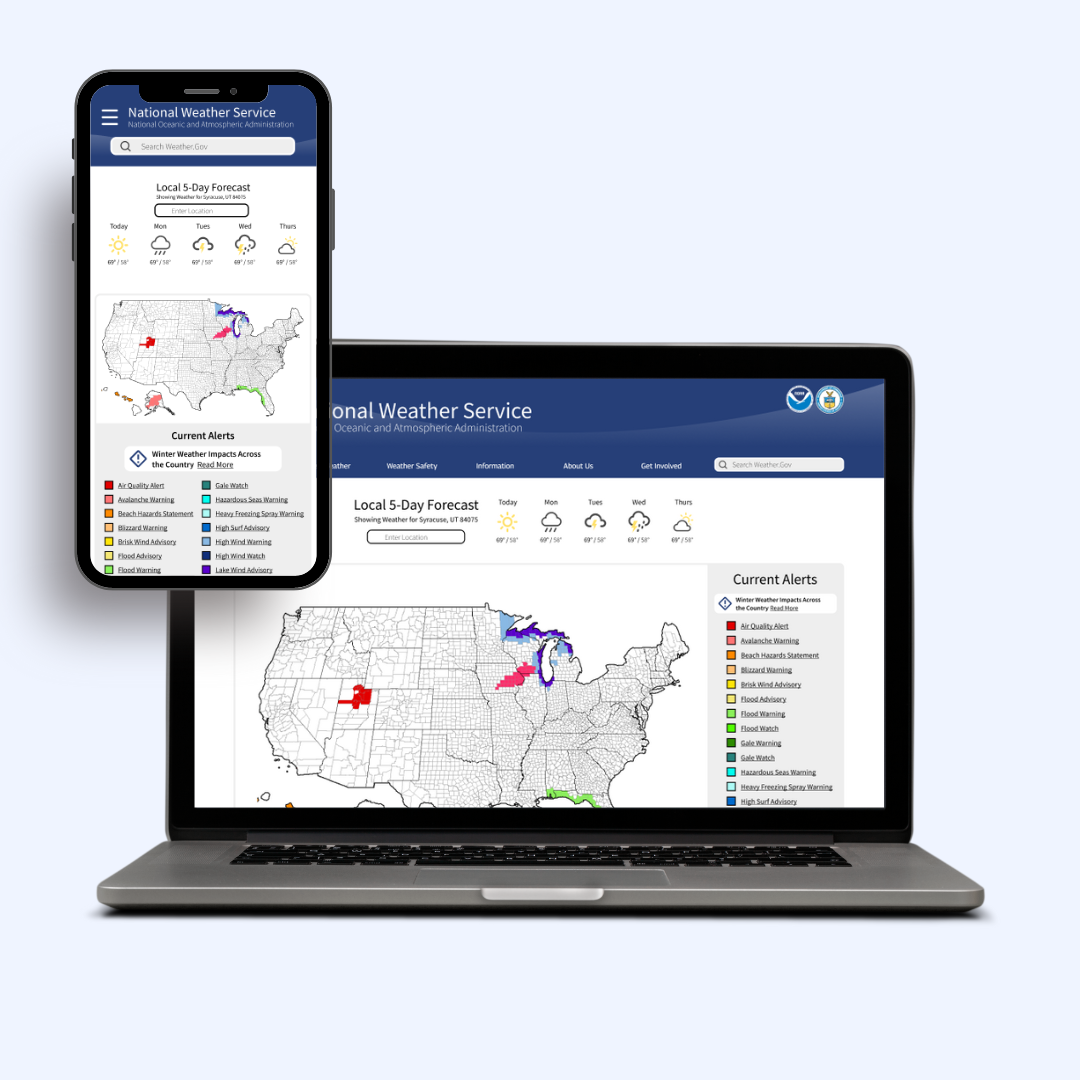 National Weather Service
National Oceanic and Atmospheric Administration
Search Weather.Gov
Local 5-Day Forecast
Showing Weather for Syracuse, UT 84075
Enter Location
Today Mon Tues Wed Thurs
69° / 58° 69° / 58° 69° / 58° 69° / 58° 69° / 58°
Current Alerts
Winter Weather Impacts Across
the Country Read More
Air Quality Alert
Avalanche Warning
Beach Hazards Statement
Blizzard Warning
Brisk Wind Advisory
Flood Advisory
Flood Warning
Gale Watch
Hazardous Seas Warning
Heavy Freezing Spray Warning
High Surf Advisory
High Wind Warning
High Wind Watch
Lake Wind Advisory
onal Weather Service
Oceanic and Atmospheric Administration
ather Weather Safety Information About Us Get Involved
Search Weather.Gov
Local 5-Day Forecast
Showing Weather for Syracuse, UT 84075
Enter Location
Today Mon Tues Wed Thurs
69° / 58° 69° / 58° 69° / 58° 69° / 58° 69° / 58°
Current Alerts
Winter Weather Impacts Across
the Country Read More
Air Quality Alert
Avalanche Warning
Beach Hazards Statement
Blizzard Warning
Brisk Wind Advisory
Flood Advisory
Flood Warning
Flood Watch
Gale Warning
Gale Watch
Hazardous Seas Warning
Heavy Freezing Spray Warning
High Surf Advisory